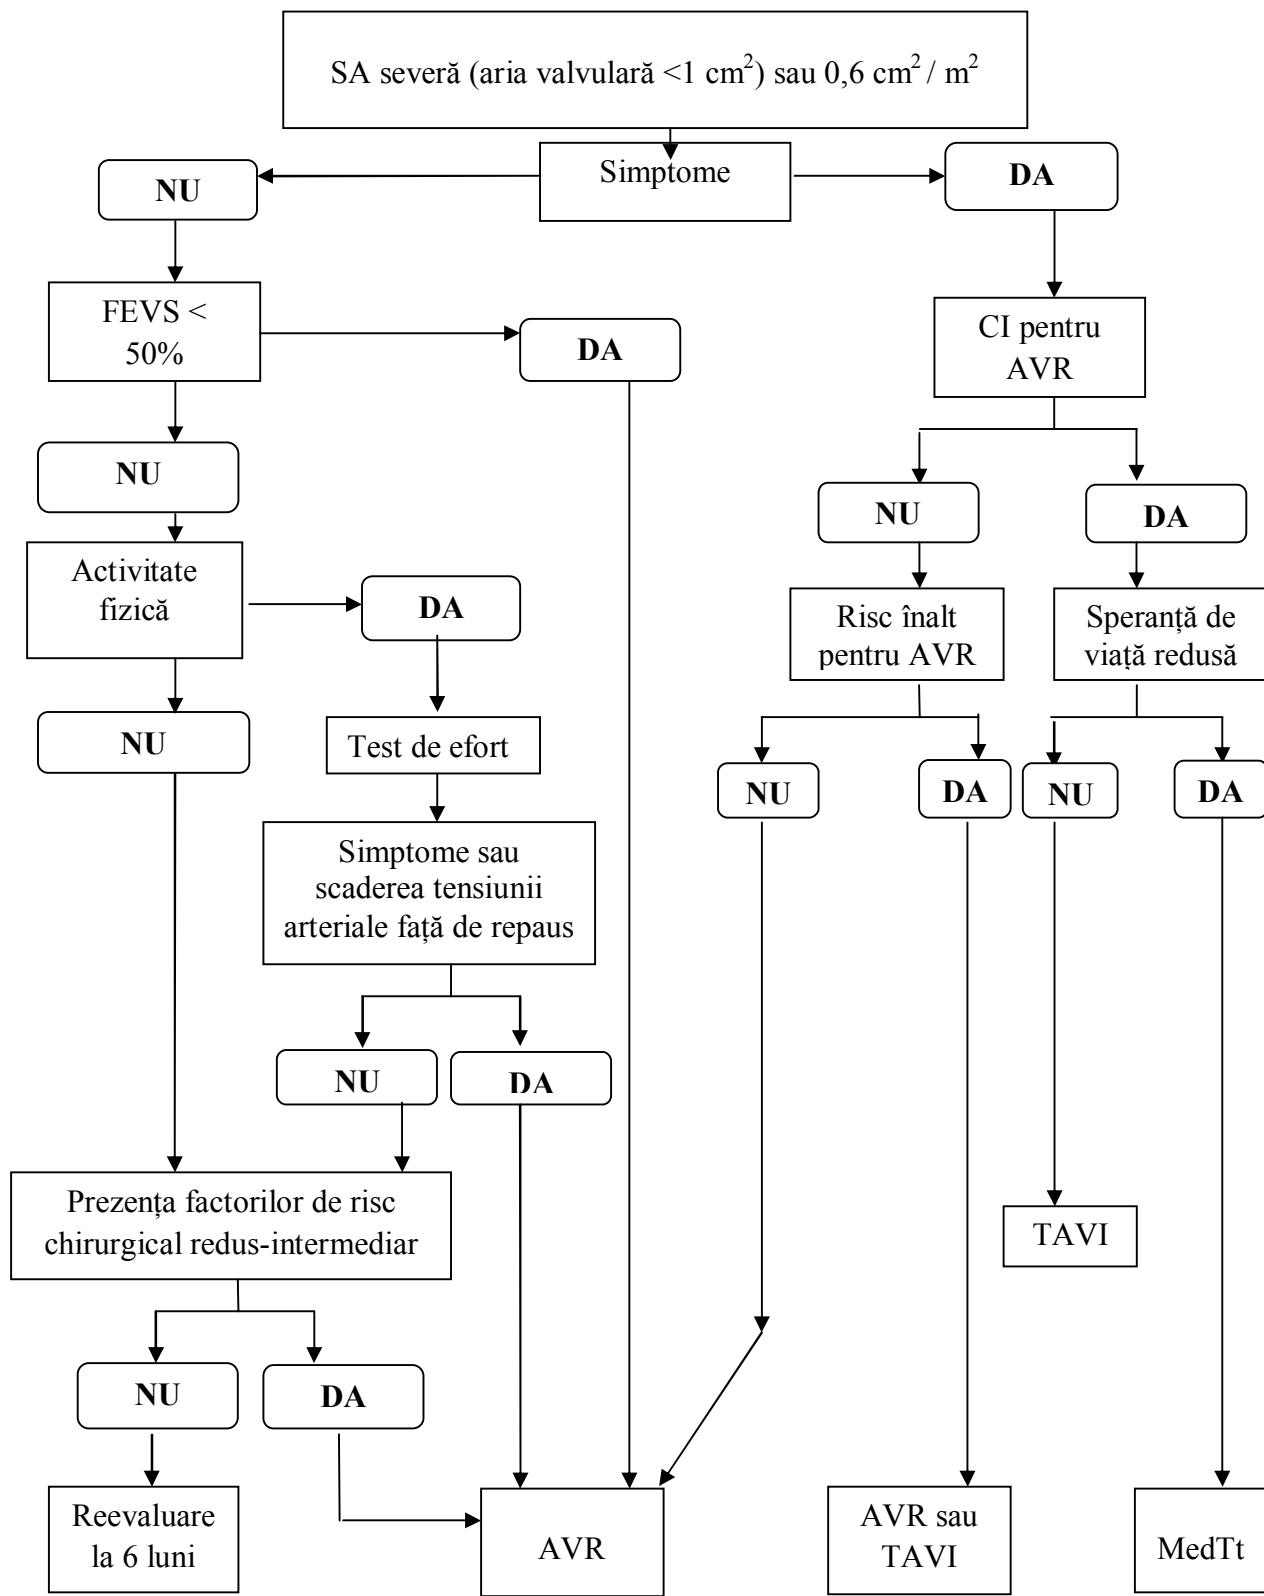 SA severă (aria valvulară <1 cm²) sau 0,6 cm² / m²
NU
Simptome
DA
FEVS <
50%
DA
CI pentru
AVR
NU
NU
DA
Activitate
fizică
DA
Risc înalt
pentru AVR
Speranță de
viață redusă
NU
Test de efort
NU
DA
NU
DA
Simptome sau
scaderea tensiunii
arteriale față de repaus
NU
DA
Prezența factorilor de risc
chirurgical redus-intermediar
TAVI
NU
DA
Reevaluare
la 6 luni
AVR
AVR sau
TAVI
MedTt